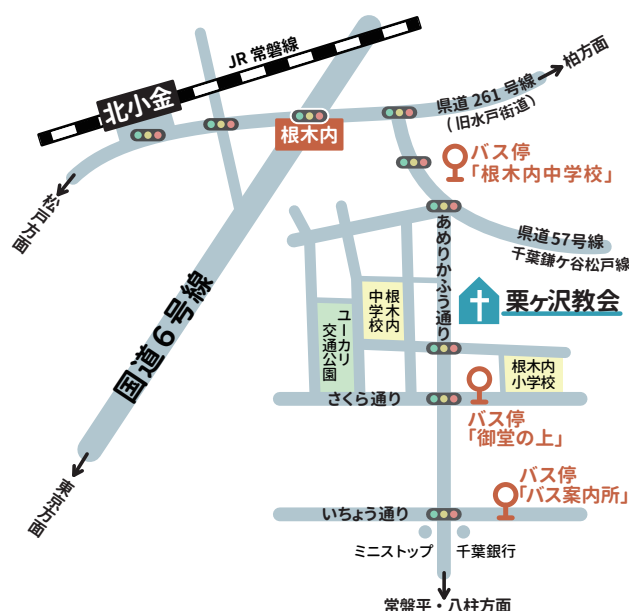 JR 常磐線
柏方面
北小金
県道 261 号線
(旧水戸街道)
根木内
バス停
「根木内中学校」
松戸方面
あめりかふう通り
県道57号線
千葉鎌ケ谷松戸線
国道6号線
栗ヶ沢教会
根木内
中学校
ユーカリ
交通公園
根木内
小学校
さくら通り
バス停
「御堂の上」
バス停
「バス案内所」
東京方面
いちょう通り
ミニストップ
千葉銀行
常盤平・八柱方面